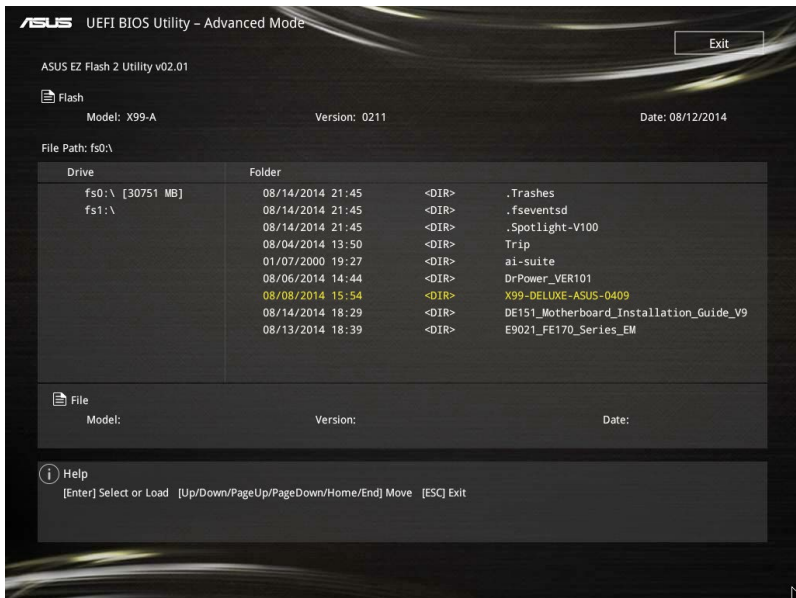 ASUS UEFI BIOS Utility – Advanced Mode
Exit
ASUS EZ Flash 2 Utility v02.01
Flash
Model: X99-A Version: 0211 Date: 08/12/2014
File Path: fs0:\
Drive Folder
fs0:\ [30751 MB] 08/14/2014 21:45 <DIR> .Trashes
fs1:\ 08/14/2014 21:45 <DIR> .fseventsd
08/14/2014 21:45 <DIR> .Spotlight-V100
08/04/2014 13:50 <DIR> Trip
01/07/2000 19:27 <DIR> ai-suite
08/06/2014 14:44 <DIR> DrPower_VER101
08/08/2014 15:54 <DIR> X99-DELUXE-ASUS-0409
08/14/2014 18:29 <DIR> DE151_Motherboard_Installation_Guide_V9
08/13/2014 18:39 <DIR> E9021_FE170_Series_EM
File
Model: Version: Date:
Help
[Enter] Select or Load [Up/Down/PageUp/PageDown/Home/End] Move [ESC] Exit